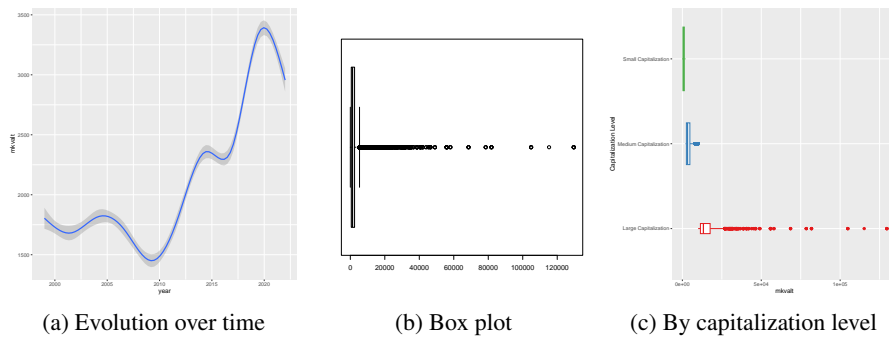 3500
3000
2500
2000
1500
mkvalt
2000
2005
2010
2015
2020
year
(a) Evolution over time
0
20000
40000
60000
80000
100000
120000
(b) Box plot
Capitalization Level
Small Capitalization
Medium Capitalization
Large Capitalization
0e+00
5e+04
1e+05
mkvalt
(c) By capitalization level